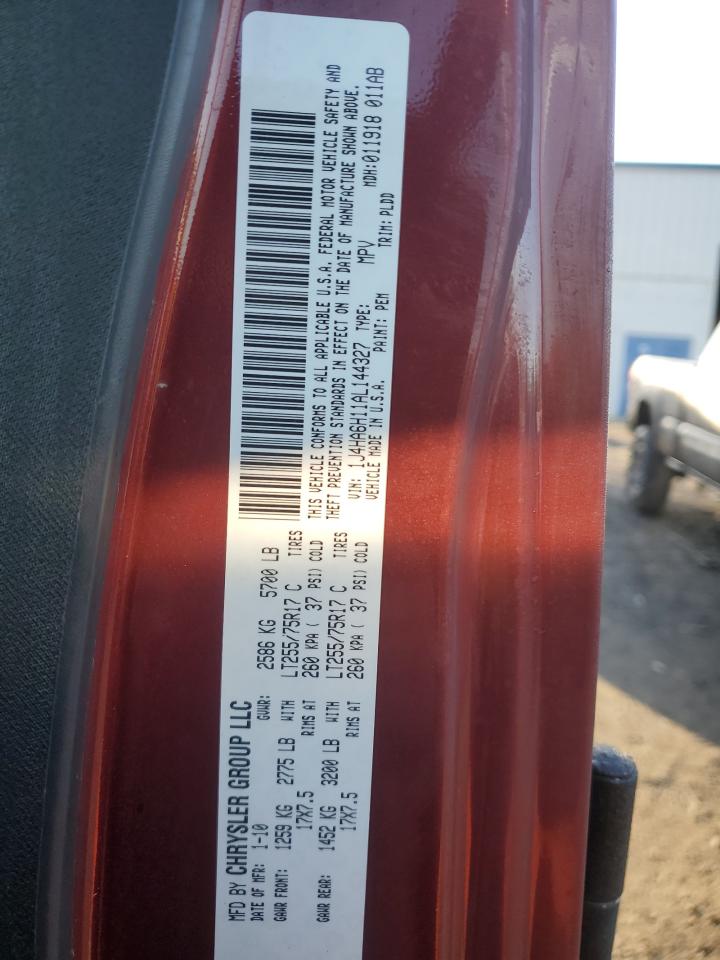 MFD BY CHRYSLER GROUP LLC
DATE OF MFR: 1-10 GVWR: 2586 KG 5700 LB
GAWR FRONT: 1259 KG 2775 LB WITH LT255/75R17 C TIRES
17X7.5 RIMS AT 260 KPA ( 37 PSI) COLD
GAWR REAR: 1452 KG 3200 LB WITH LT255/75R17 C TIRES
17X7.5 RIMS AT 260 KPA ( 37 PSI) COLD
THIS VEHICLE CONFORMS TO ALL APPLICABLE U.S.A. FEDERAL MOTOR VEHICLE SAFETY AND
THEFT PREVENTION STANDARDS IN EFFECT ON THE DATE OF MANUFACTURE SHOWN ABOVE.
VIN: 1J4HA6H11AL144327 TYPE: MPV MDH:011918 011AB
VEHICLE MADE IN U.S.A. PAINT: PEM TRIM: PLDD